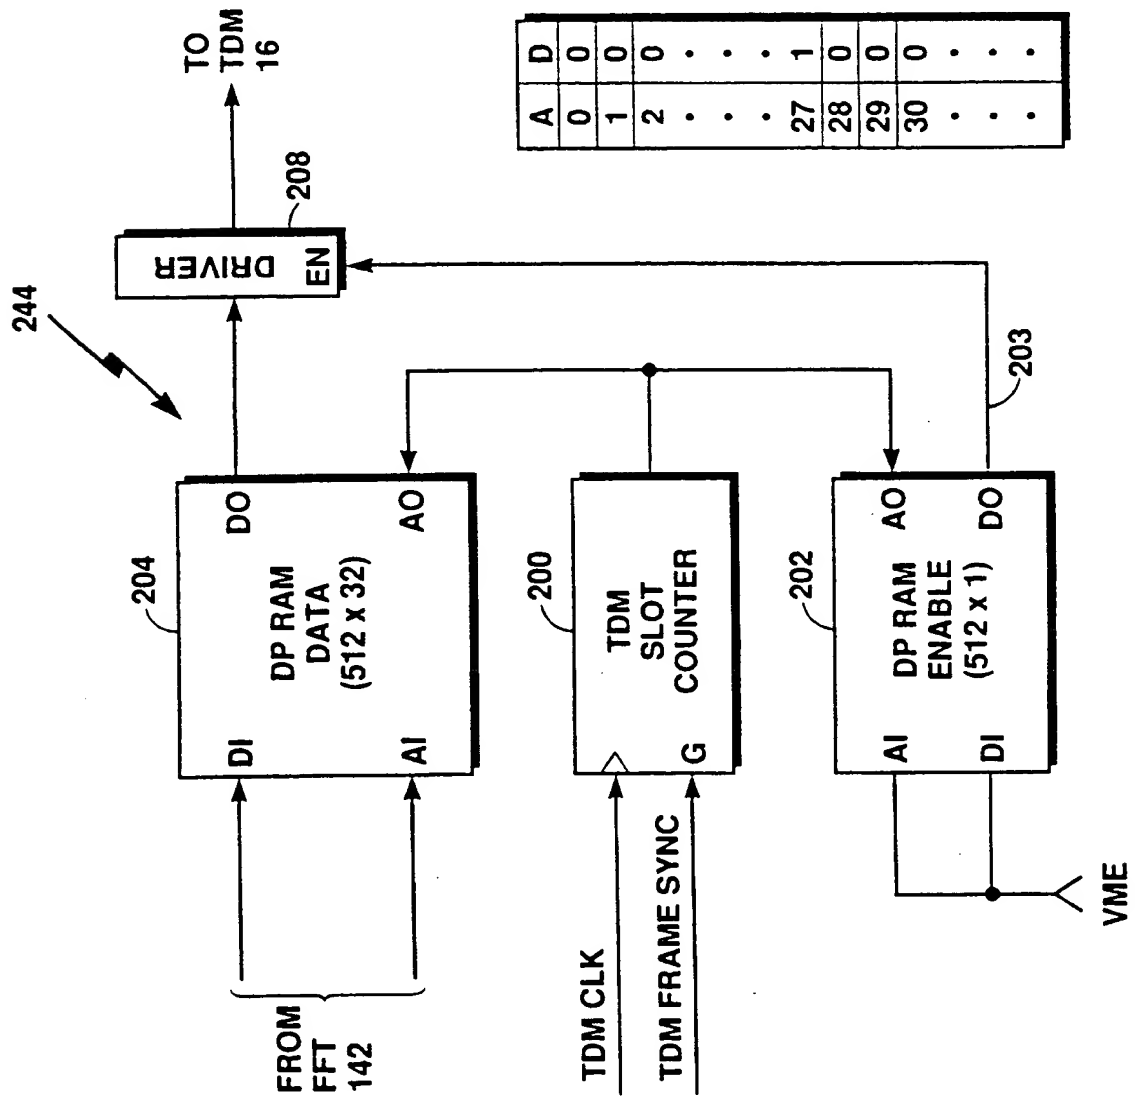 244
FROM
FFT
142
DI
AI
204
DP RAM
DATA
(512 x 32)
DO
AO
DRIVER
EN
208
TO
TDM
16
TDM CLK
TDM FRAME SYNC
G
200
TDM
SLOT
COUNTER
VME
AI
DI
202
DP RAM
ENABLE
(512 x 1)
AO
DO
203
A D
0 0
1 0
2 0
· ·
· ·
· ·
27 1
28 0
29 0
30 0
· ·
· ·
· ·